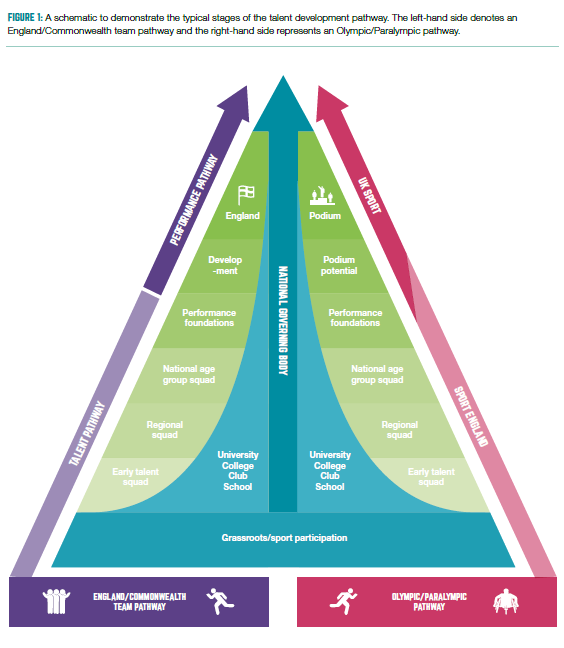 FIGURE 1: A schematic to demonstrate the typical stages of the talent development pathway. The left-hand side denotes an
England/Commonwealth team pathway and the right-hand side represents an Olympic/Paralympic pathway.
PERFORMANCE PATHWAY
TALENT PATHWAY
England
Develop
-ment
Performance
foundations
National age
group squad
Regional
squad
Early talent
squad
University
College
Club
School
NATIONAL GOVERNING BODY
Podium
Podium
potential
Performance
foundations
National age
group squad
Regional
squad
Early talent
squad
University
College
Club
School
UK SPORT
SPORT ENGLAND
Grassroots/sport participation
ENGLAND/COMMONWEALTH
TEAM PATHWAY
OLYMPIC/PARALYMPIC
PATHWAY